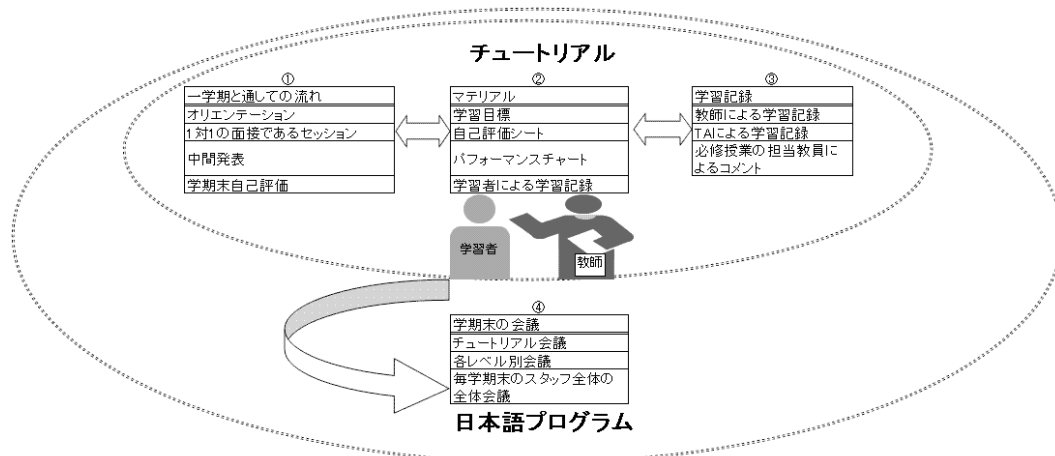 チュートリアル
①
一学期と通しての流れ
オリエンテーション
1対1の面接であるセッション
中間発表
学期末自己評価
②
マテリアル
学習目標
自己評価シート
パフォーマンスチャート
学習者による学習記録
③
学習記録
教師による学習記録
TAによる学習記録
必修授業の担当教員に
よるコメント
学習者
教師
④
学期末の会議
チュートリアル会議
各レベル別会議
毎学期末のスタッフ全体の
全体会議
日本語プログラム